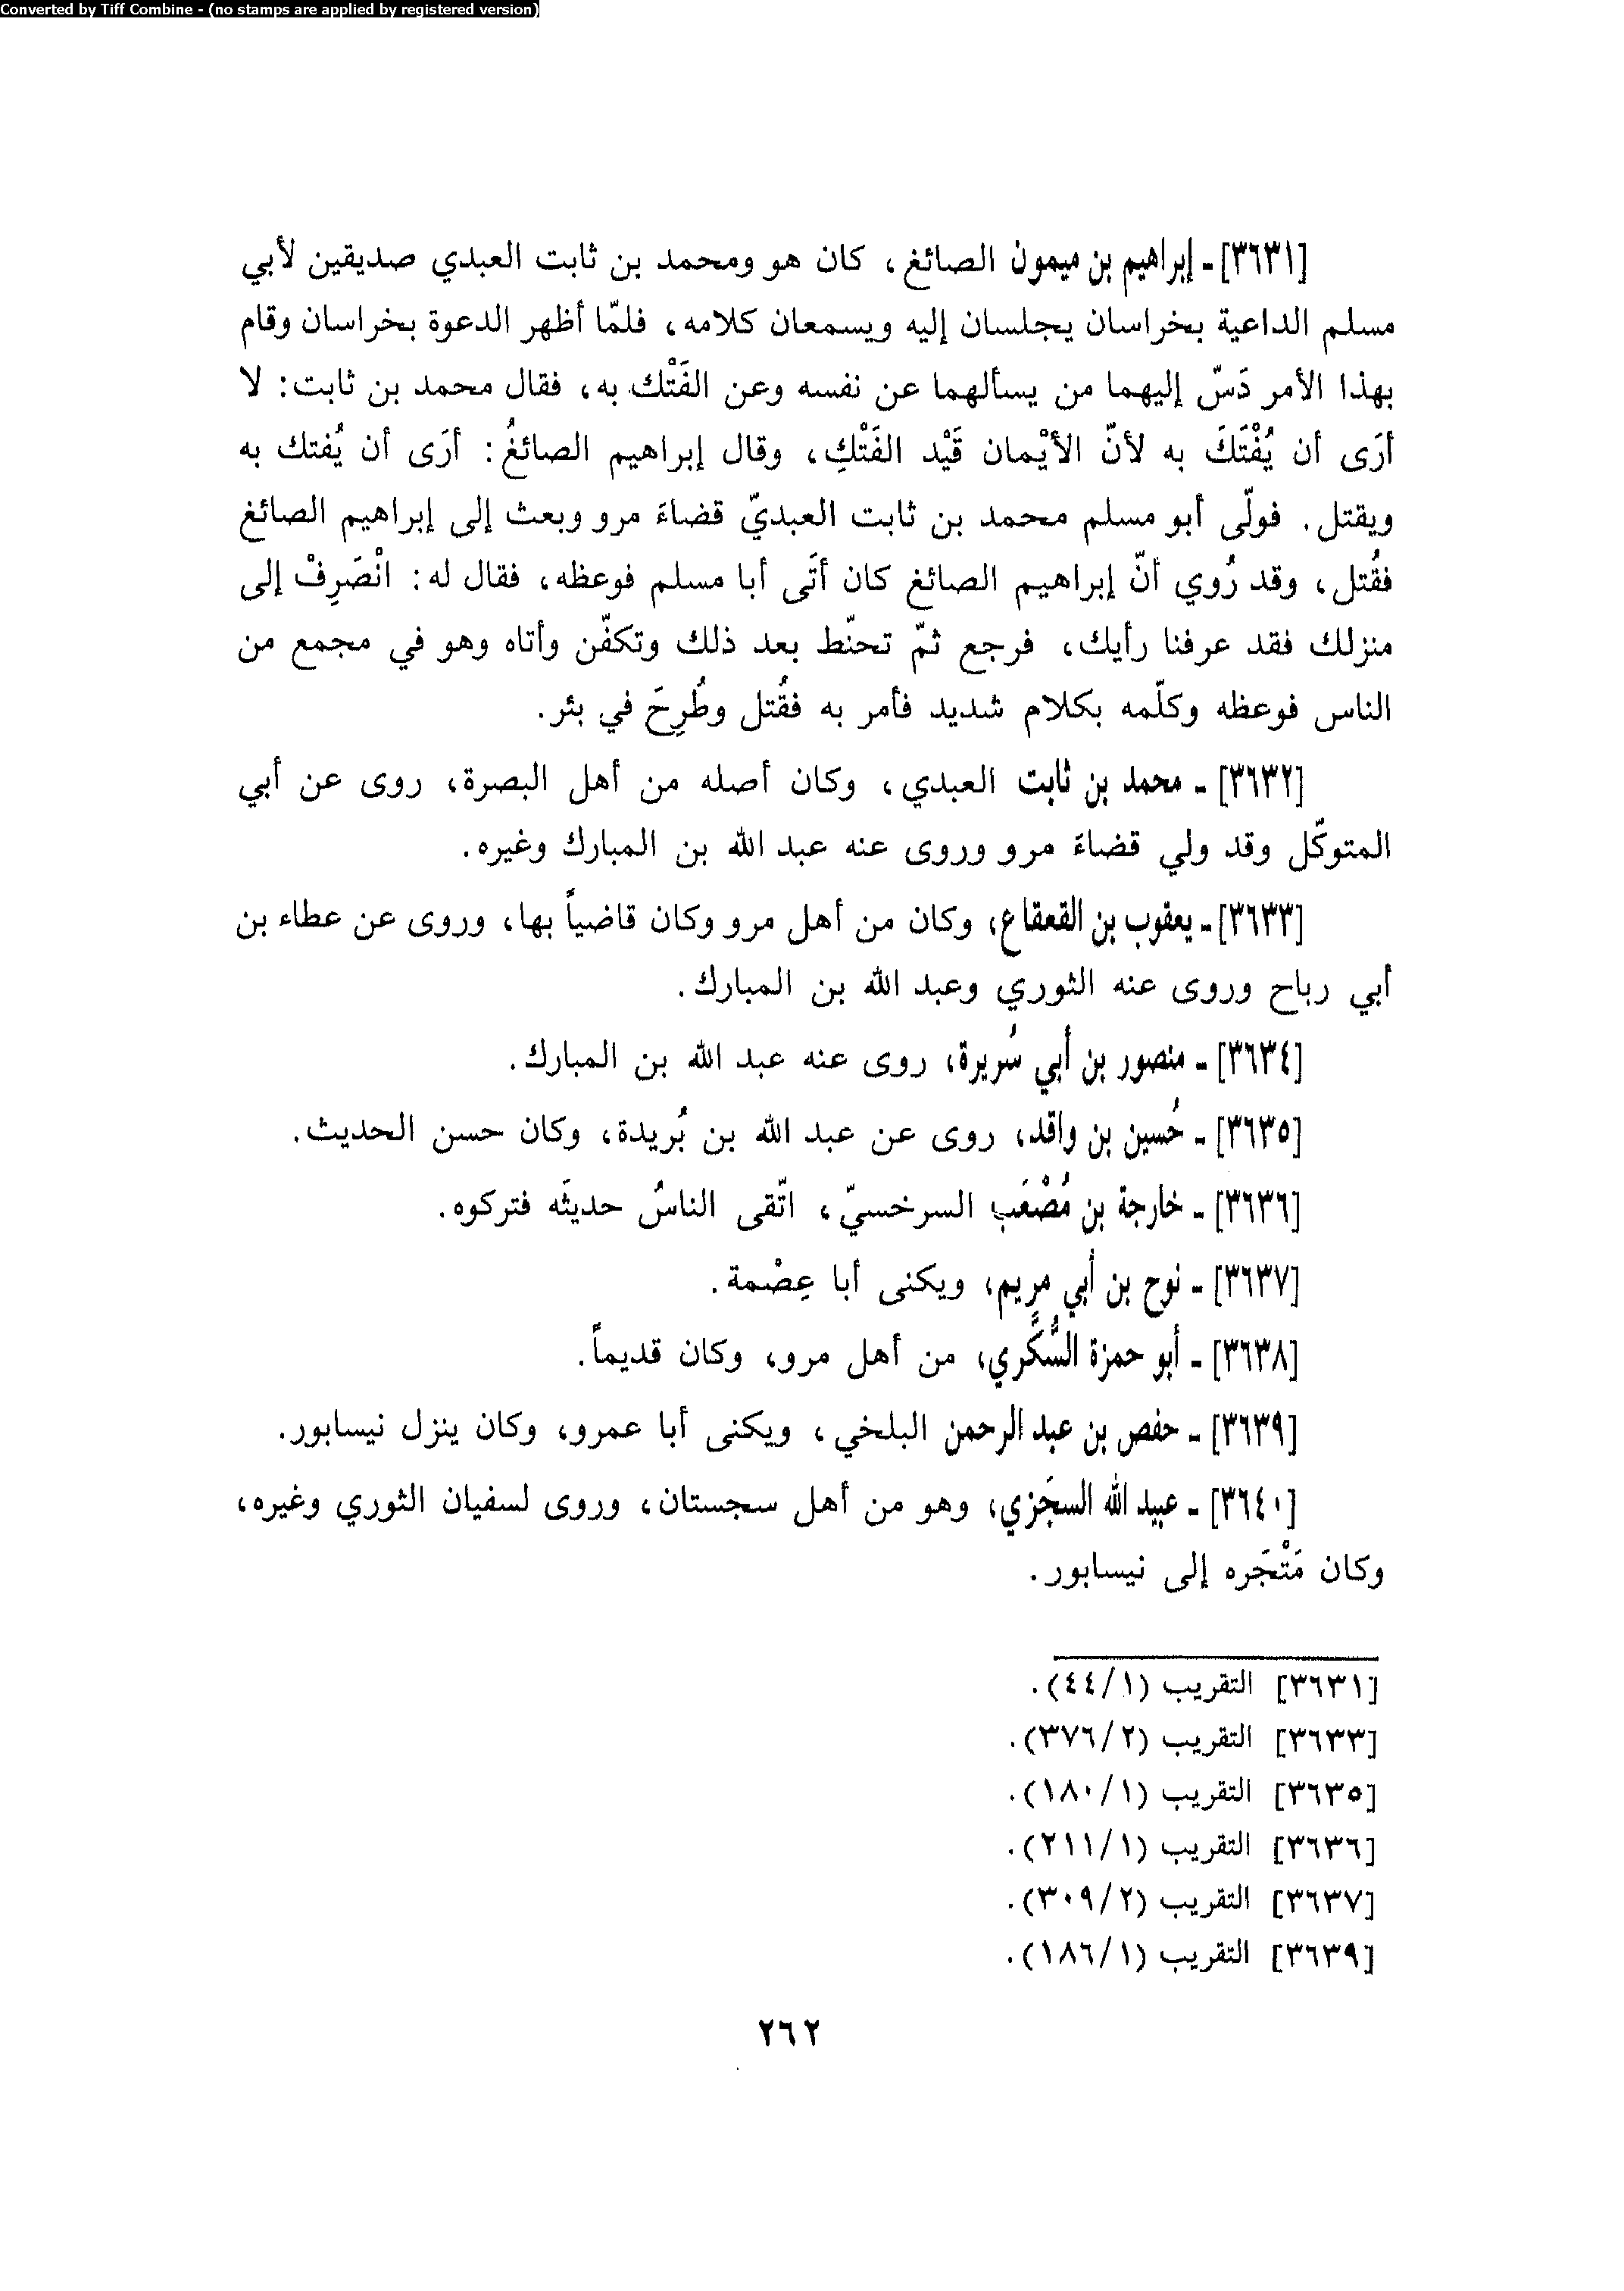 Converted by Tiff Combine - (no stamps are applied by registered version)
[٣٦٣١] ـ إبراهيم بن ميمون الصائغ، كان هو ومحمد بن ثابت العبدي صديقين لأبي
مسلم الداعية بخراسان يجلسان إليه ويسمعان كلامه، فلمّا أظهر الدعوة بخراسان وقام
بهذا الأمر دَسّ إليهما من يسألهما عن نفسه وعن الفَتْك به، فقال محمد بن ثابت: لا
أرَى أن يُفْتَكَ به لأنّ الأيْمان قَيْد الفَتْكِ، وقال إبراهيم الصائغُ: أرَى أن يُفتك به
ويقتل. فولّى أبو مسلم محمد بن ثابت العبديّ قضاءَ مرو وبعث إلى إبراهيم الصائغ
فقُتل، وقد رُوي أنّ إبراهيم الصائغ كان أتَى أبا مسلم فوعظه، فقال له: انْصَرِفْ إلى
منزلك فقد عرفنا رأيك، فرجع ثمّ تحنّط بعد ذلك وتكفّن وأتاه وهو في مجمع من
الناس فوعظه وكلّمه بكلام شديد فأمر به فقُتل وطُرِحَ في بئر.
[٣٦٣٢] ـ محمد بن ثابت العبدي، وكان أصله من أهل البصرة، روى عن أبي
المتوكّل وقد ولي قضاءَ مرو وروى عنه عبد الله بن المبارك وغيره.
[٣٦٣٣] ـ يعقوب بن القعقاع، وكان من أهل مرو وكان قاضياً بها، وروى عن عطاء بن
أبي رباح وروى عنه الثوري وعبد الله بن المبارك.
[٣٦٣٤] ـ منصور بن أبي سُريرة، روى عنه عبد الله بن المبارك.
[٣٦٣٥] ـ حُسين بن واقد، روى عن عبد الله بن بُريدة، وكان حسن الحديث.
[٣٦٣٦] ـ خارجة بن مُصْعَب السرخسيّ، اتّقى الناسُ حديثَه فتركوه.
[٣٦٣٧] ـ نوح بن أبي مريم، ويكنى أبا عِصْمة.
[٣٦٣٨] ـ أبو حمزة السُّكَّري، من أهل مرو، وكان قديماً.
[٣٦٣٩] ـ حفص بن عبد الرحمن البلخي، ويكنى أبا عمرو، وكان ينزل نيسابور.
[٣٦٤٠] ـ عبيد الله السجَزي، وهو من أهل سجستان، وروى لسفيان الثوري وغيره،
وكان مَتْجَره إلى نيسابور.
[٣٦٣١] التقريب (١/ ٤٤).
[٣٦٣٣] التقريب (٢/ ٣٧٦).
[٣٦٣٥] التقريب (١/ ١٨٠).
[٣٦٣٦] التقريب (١/ ٢١١).
[٣٦٣٧] التقريب (٢/ ٣٠٩).
[٣٦٣٩] التقريب (١/ ١٨٦).
٢٦٢